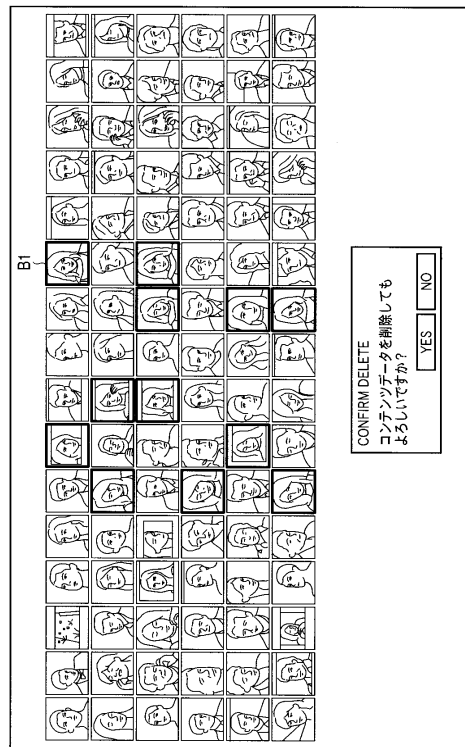 B1
CONFIRM DELETE
コンテンツデータを削除しても
よろしいですか?
YES
NO